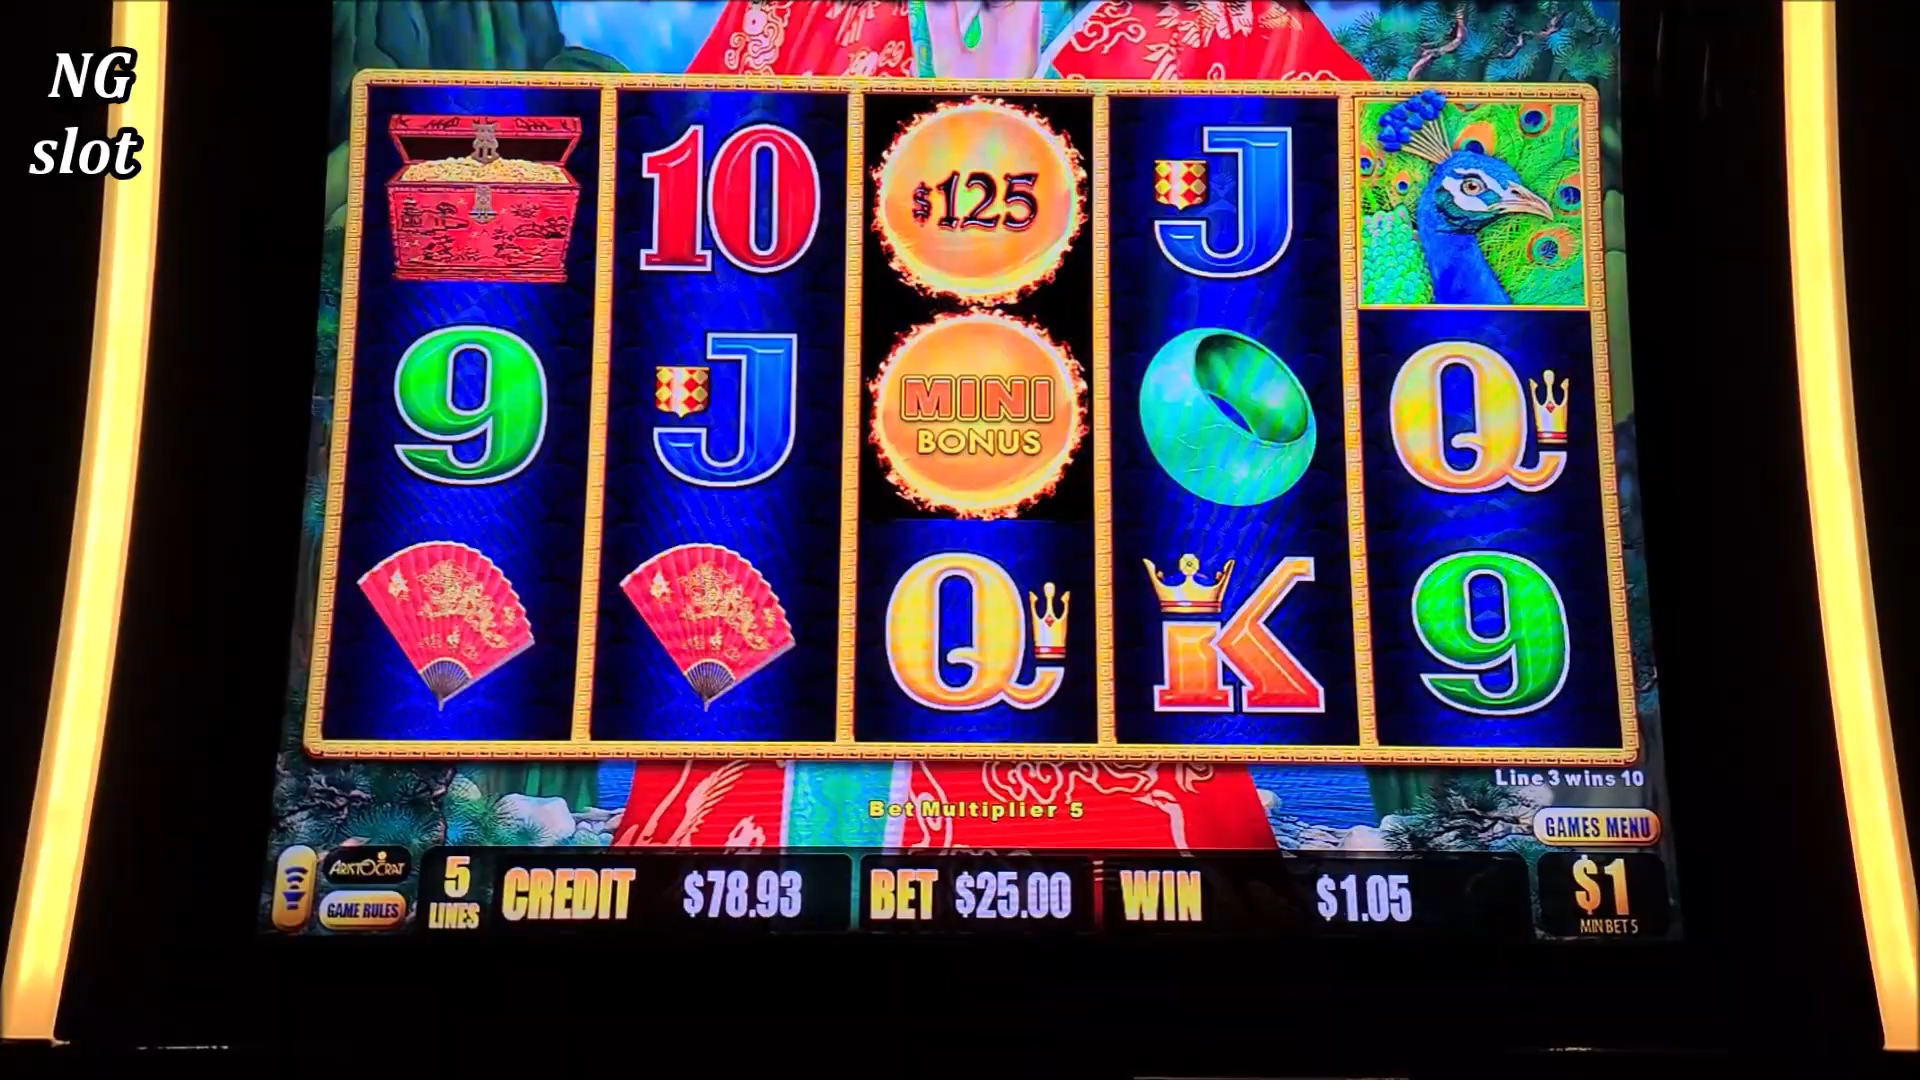 NG
slot
10
$125
J
9
J
MINI
BONUS
Q
Q
K
9
Line 3 wins 10
Bet Multiplier 5
GAMES MENU
ARISTOCRAT
GAME RULES
5
LINES
CREDIT $78.93
BET $25.00
WIN $1.05
$1
MIN BET 5